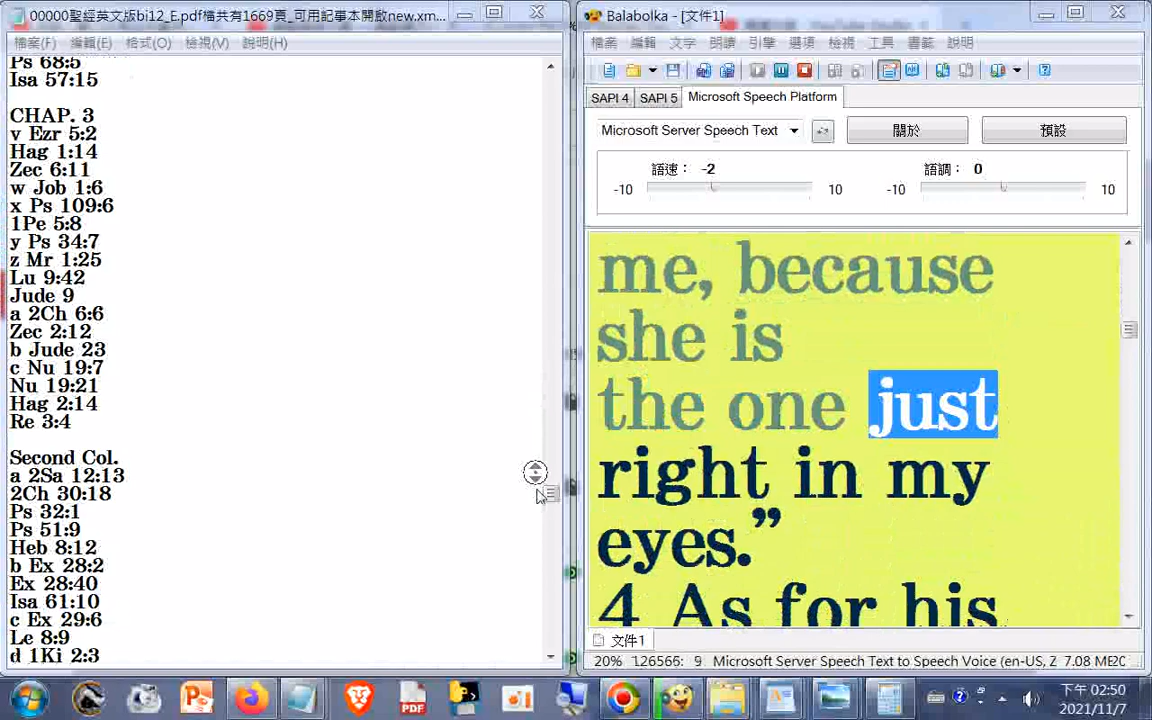 00000聖經英文版bi12_E.pdf檔共有1669頁_可用記事本開啟new.xm...
檔案(F) 編輯(E) 格式(O) 檢視(V) 說明(H)
Ps 68:5
Isa 57:15
CHAP. 3
v Ezr 5:2
Hag 1:14
Zec 6:11
w Job 1:6
x Ps 109:6
1Pe 5:8
y Ps 34:7
z Mr 1:25
Lu 9:42
Jude 9
a 2Ch 6:6
Zec 2:12
b Jude 23
c Nu 19:7
Nu 19:21
Hag 2:14
Re 3:4
Second Col.
a 2Sa 12:13
2Ch 30:18
Ps 32:1
Ps 51:9
Heb 8:12
b Ex 28:2
Ex 28:40
Isa 61:10
c Ex 29:6
Le 8:9
d 1Ki 2:3
Balabolka - [文件1]
檔案 編輯 文字 朗讀 引擎 選項 檢視 工具 書籤 說明
SAPI 4 SAPI 5 Microsoft Speech Platform
Microsoft Server Speech Text 關於 預設
語速： -2 語調： 0
-10 10 -10 10
me, because
she is
the one just
right in my
eyes.”
4 As for his
文件1
20% 126566: 9 Microsoft Server Speech Text to Speech Voice (en-US, Z 7.08 ME2C
下午 02:50
2021/11/7